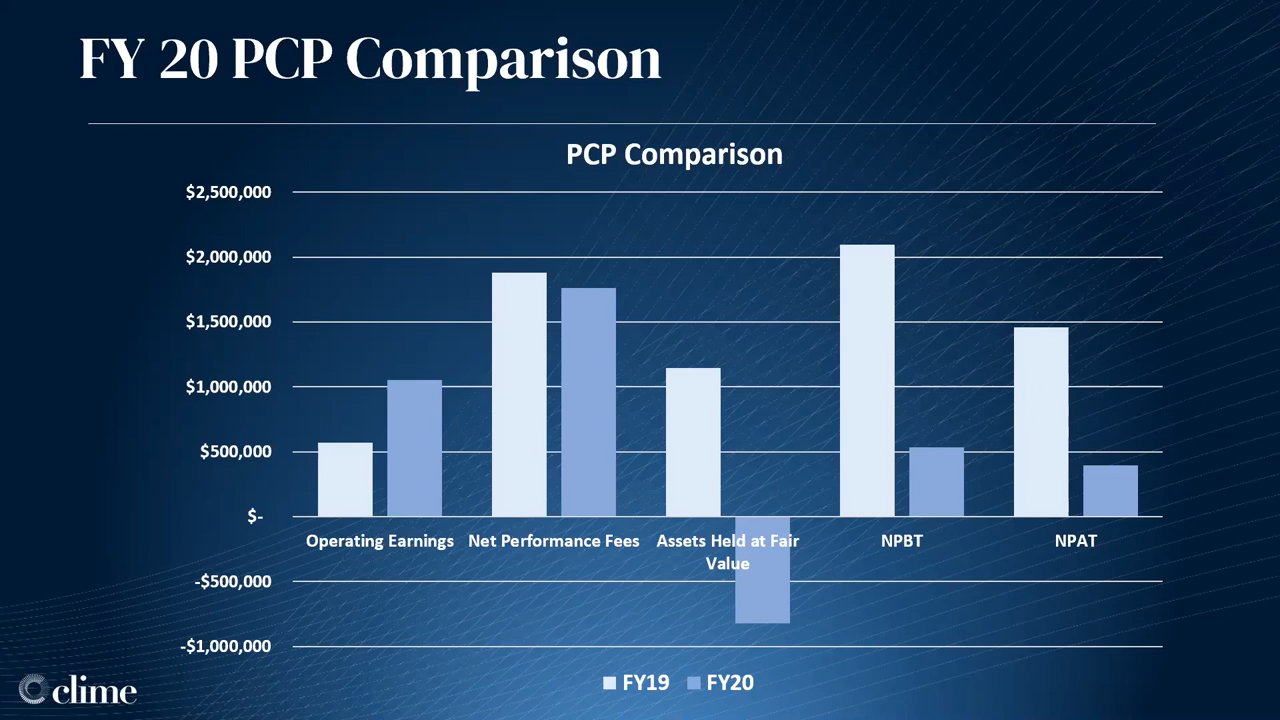 FY 20 PCP Comparison
PCP Comparison
$2,500,000
$2,000,000
$1,500,000
$1,000,000
$500,000
$-
Operating Earnings Net Performance Fees Assets Held at Fair NPBT NPAT
Value
-$500,000
-$1,000,000
FY19 FY20
clime